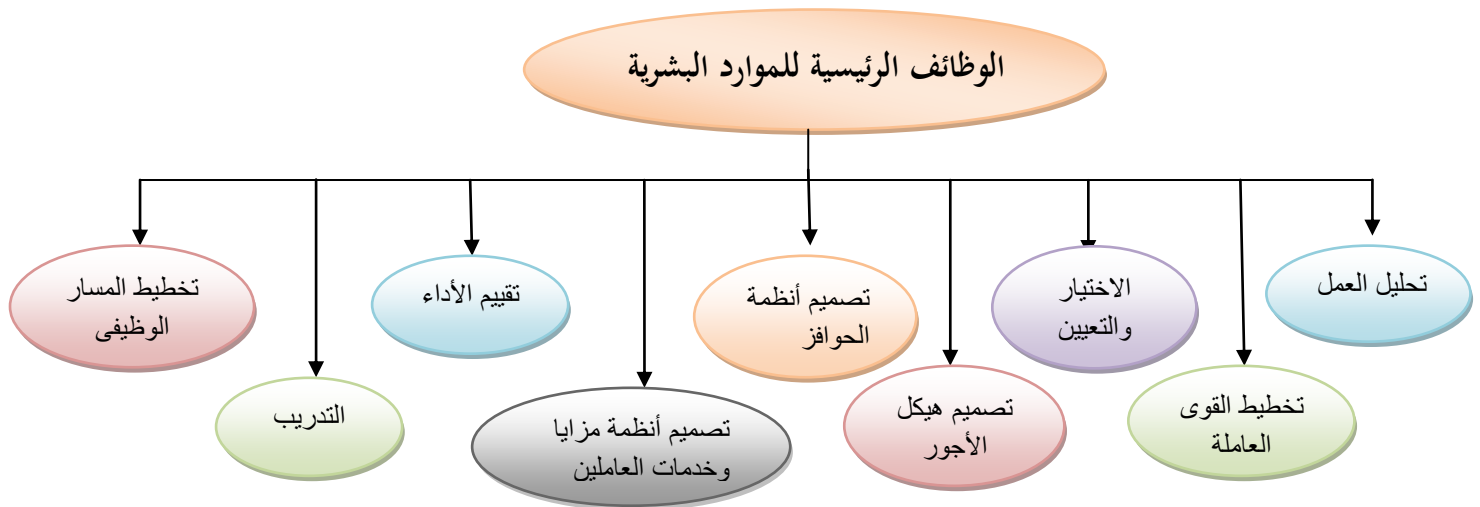 الوظائف الرئيسية للموارد البشرية
تحليل العمل
تخطيط القوى
العاملة
الاختيار
والتعيين
تصميم هيكل
الأجور
تصميم أنظمة
الحوافز
تصميم أنظمة مزايا
وخدمات العاملين
تقييم الأداء
التدريب
تخطيط المسار
الوظيفى